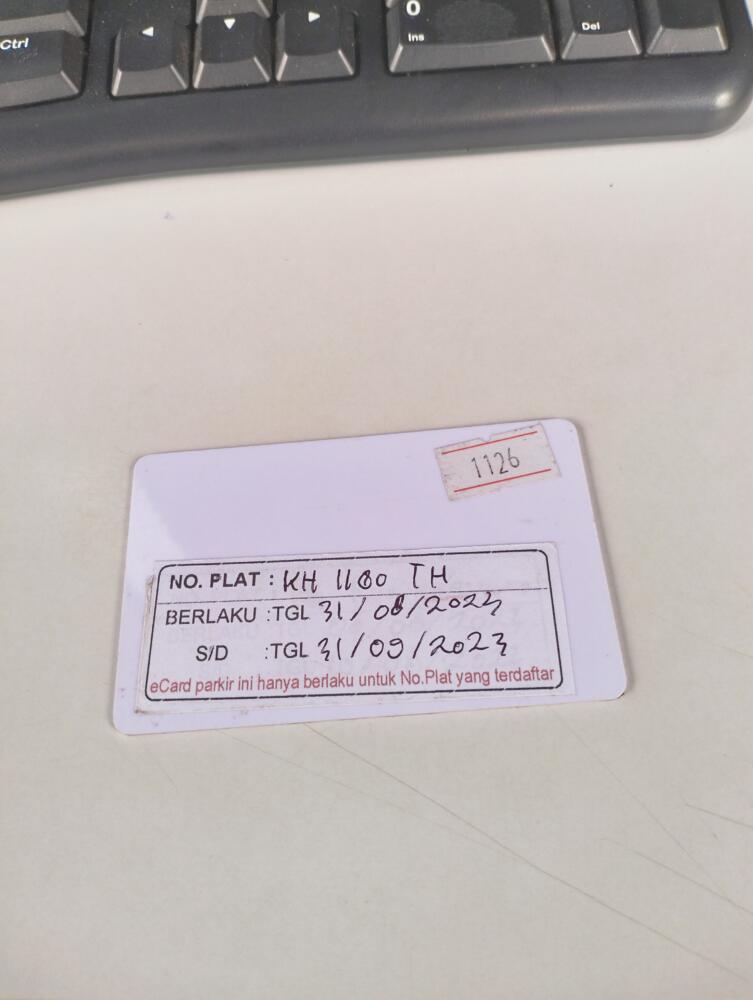 Ctrl
0
Ins
Del
1126
NO. PLAT : KH 1180 TH
BERLAKU :TGL 31/08/2023
S/D :TGL 31/09/2023
eCard parkir ini hanya berlaku untuk No.Plat yang terdaftar